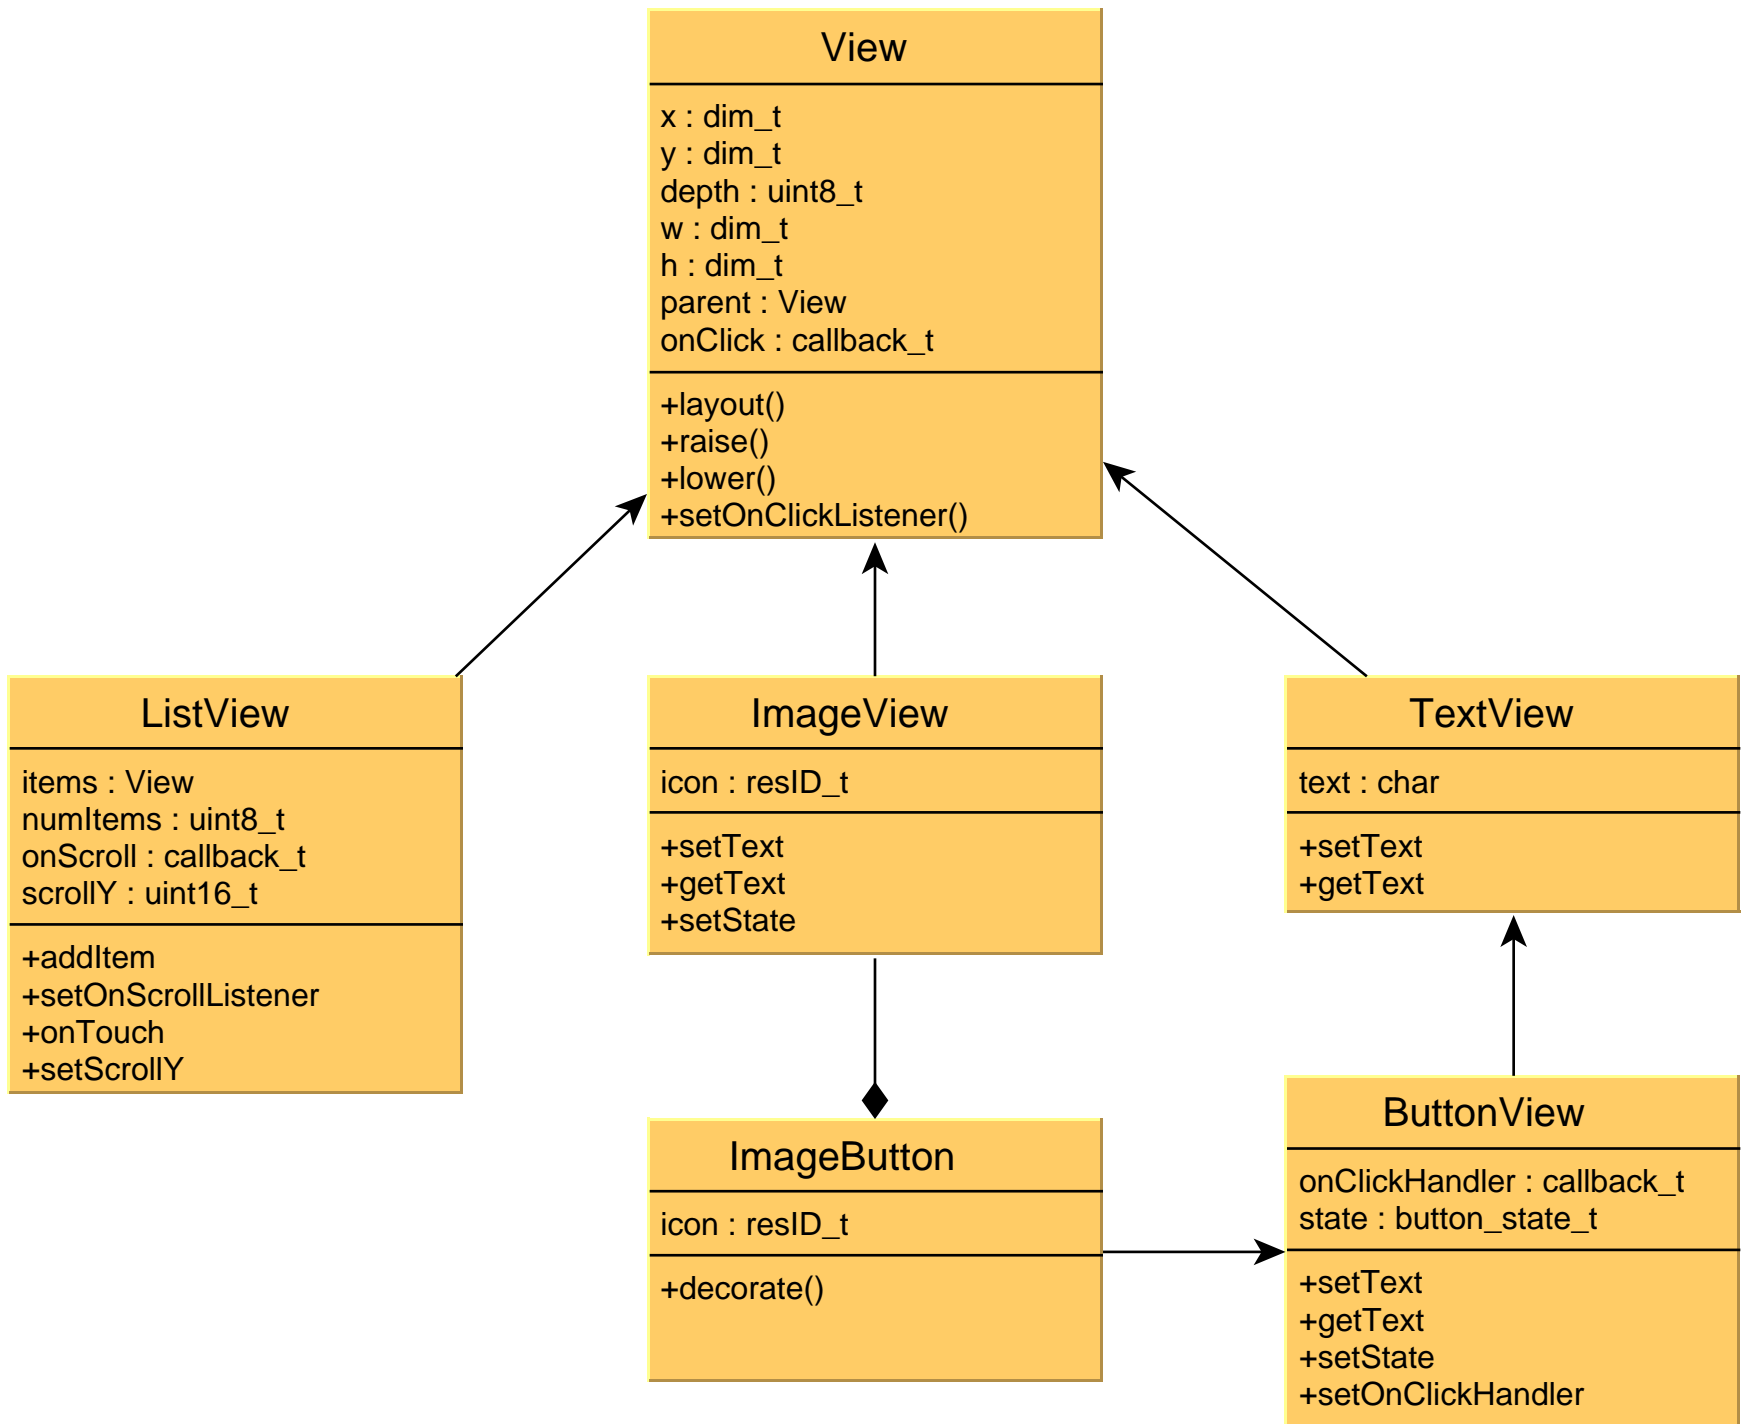 View
x : dim_t
y : dim_t
depth : uint8_t
w : dim_t
h : dim_t
parent : View
onClick : callback_t
+layout()
+raise()
+lower()
+setOnClickListener()
ListView
items : View
numItems : uint8_t
onScroll : callback_t
scrollY : uint16_t
+addItem
+setOnScrollListener
+onTouch
+setScrollY
ImageView
icon : resID_t
+setText
+getText
+setState
TextView
text : char
+setText
+getText
ImageButton
icon : resID_t
+decorate()
ButtonView
onClickHandler : callback_t
state : button_state_t
+setText
+getText
+setState
+setOnClickHandler